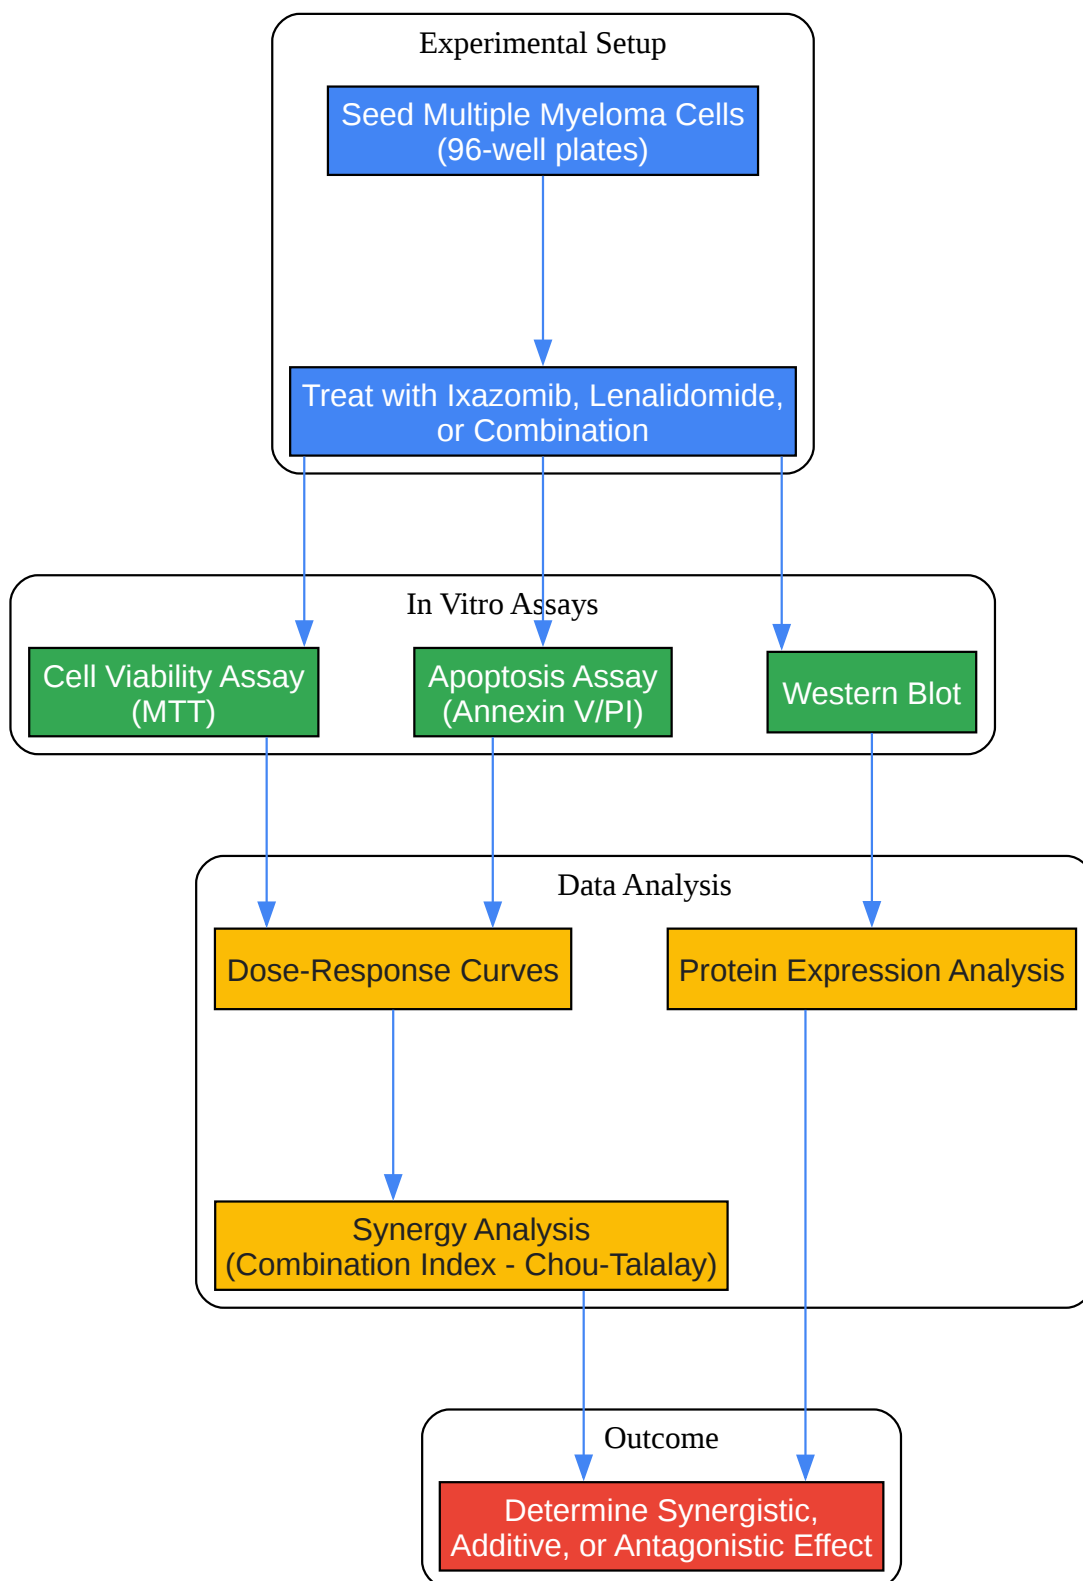 Experimental Setup
Seed Multiple Myeloma Cells
(96-well plates)
Treat with Ixazomib, Lenalidomide,
or Combination
In Vitro Assays
Cell Viability Assay
(MTT)
Apoptosis Assay
(Annexin V/PI)
Western Blot
Data Analysis
Dose-Response Curves
Protein Expression Analysis
Synergy Analysis
(Combination Index - Chou-Talalay)
Outcome
Determine Synergistic,
Additive, or Antagonistic Effect